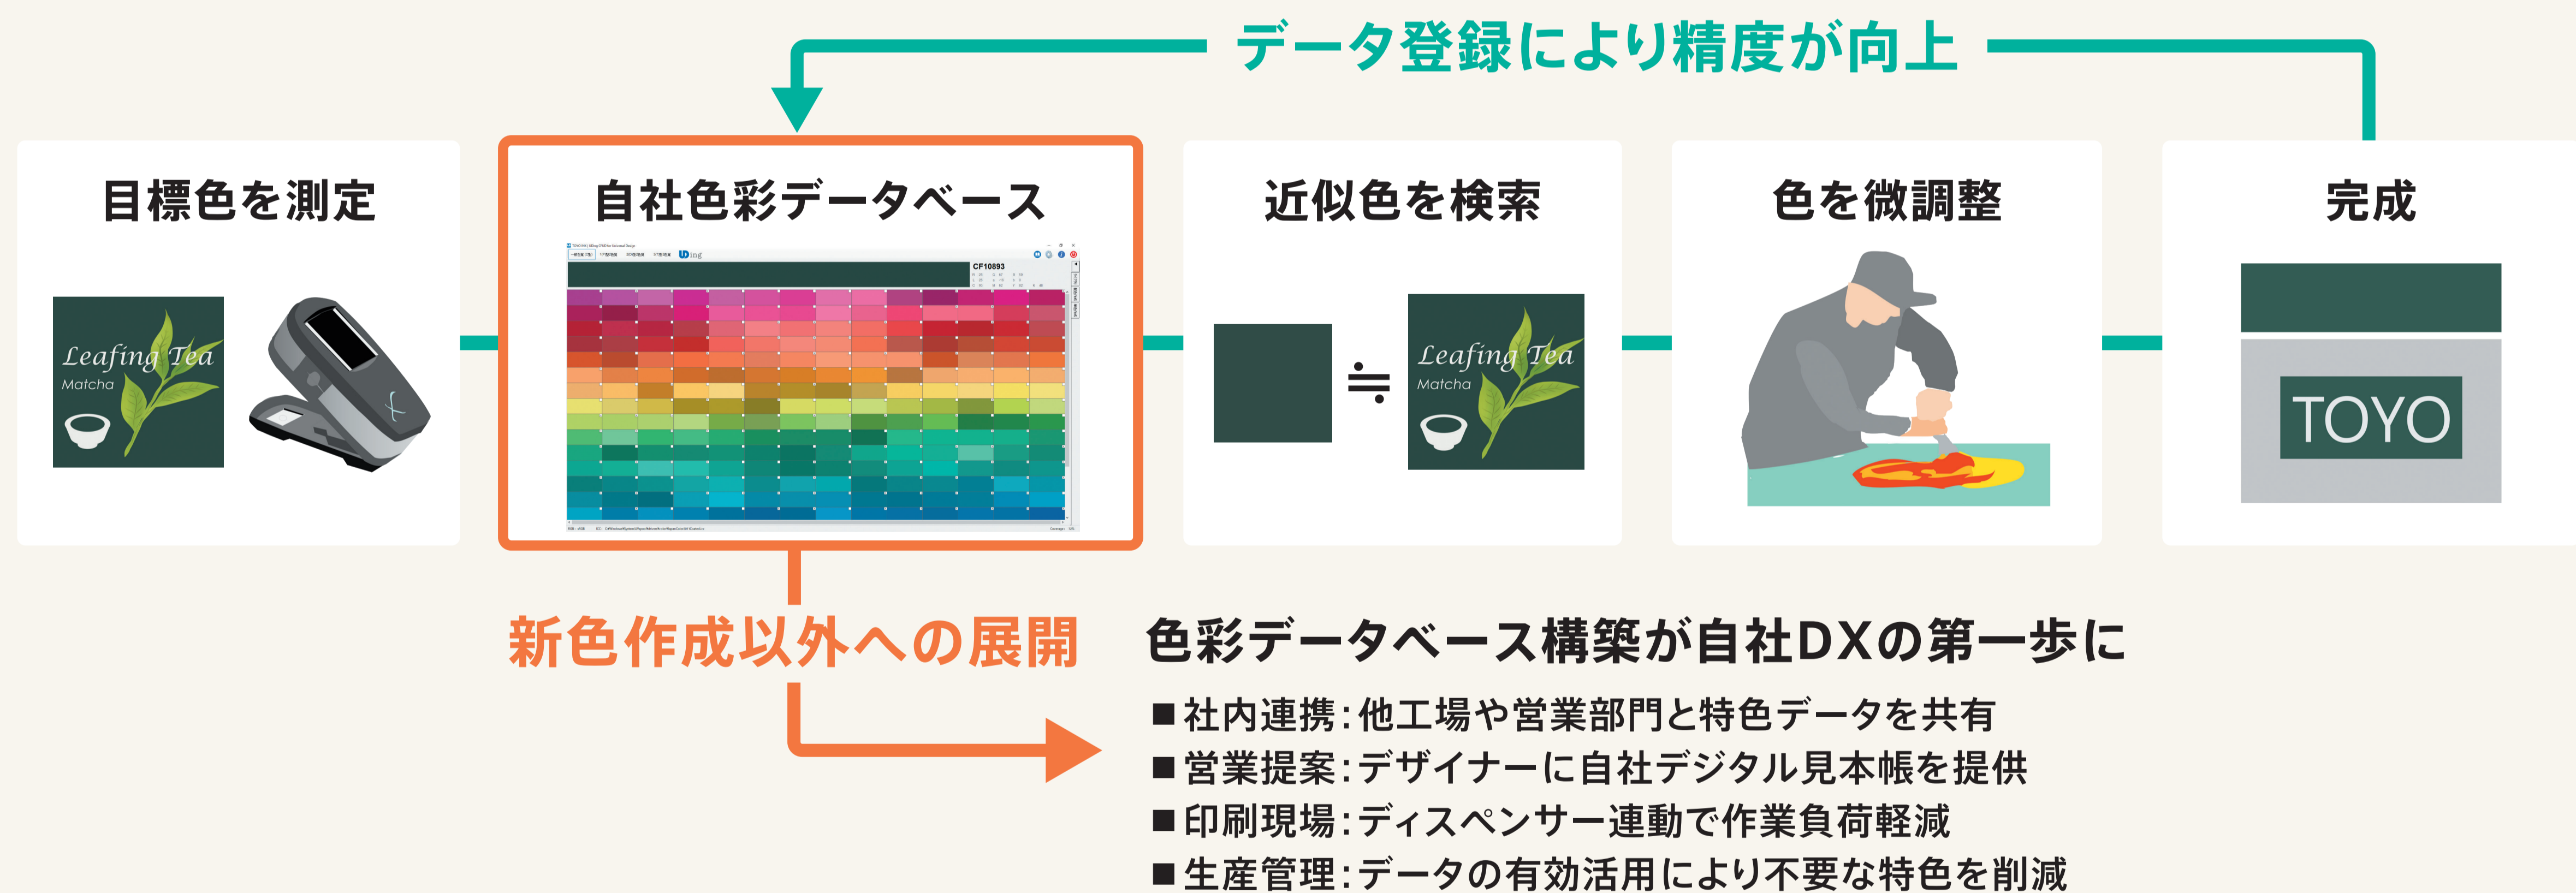 データ登録により精度が向上
目標色を測定
自社色彩データベース
近似色を検索
色を微調整
完成
Leafing Tea
Matcha
UDing
CF10893
≒
Leafing Tea
Matcha
TOYO
新色作成以外への展開
色彩データベース構築が自社DXの第一歩に
■社内連携:他工場や営業部門と特色データを共有
■営業提案:デザイナーに自社デジタル見本帳を提供
■印刷現場:ディスペンサー連動で作業負荷軽減
■生産管理:データの有効活用により不要な特色を削減